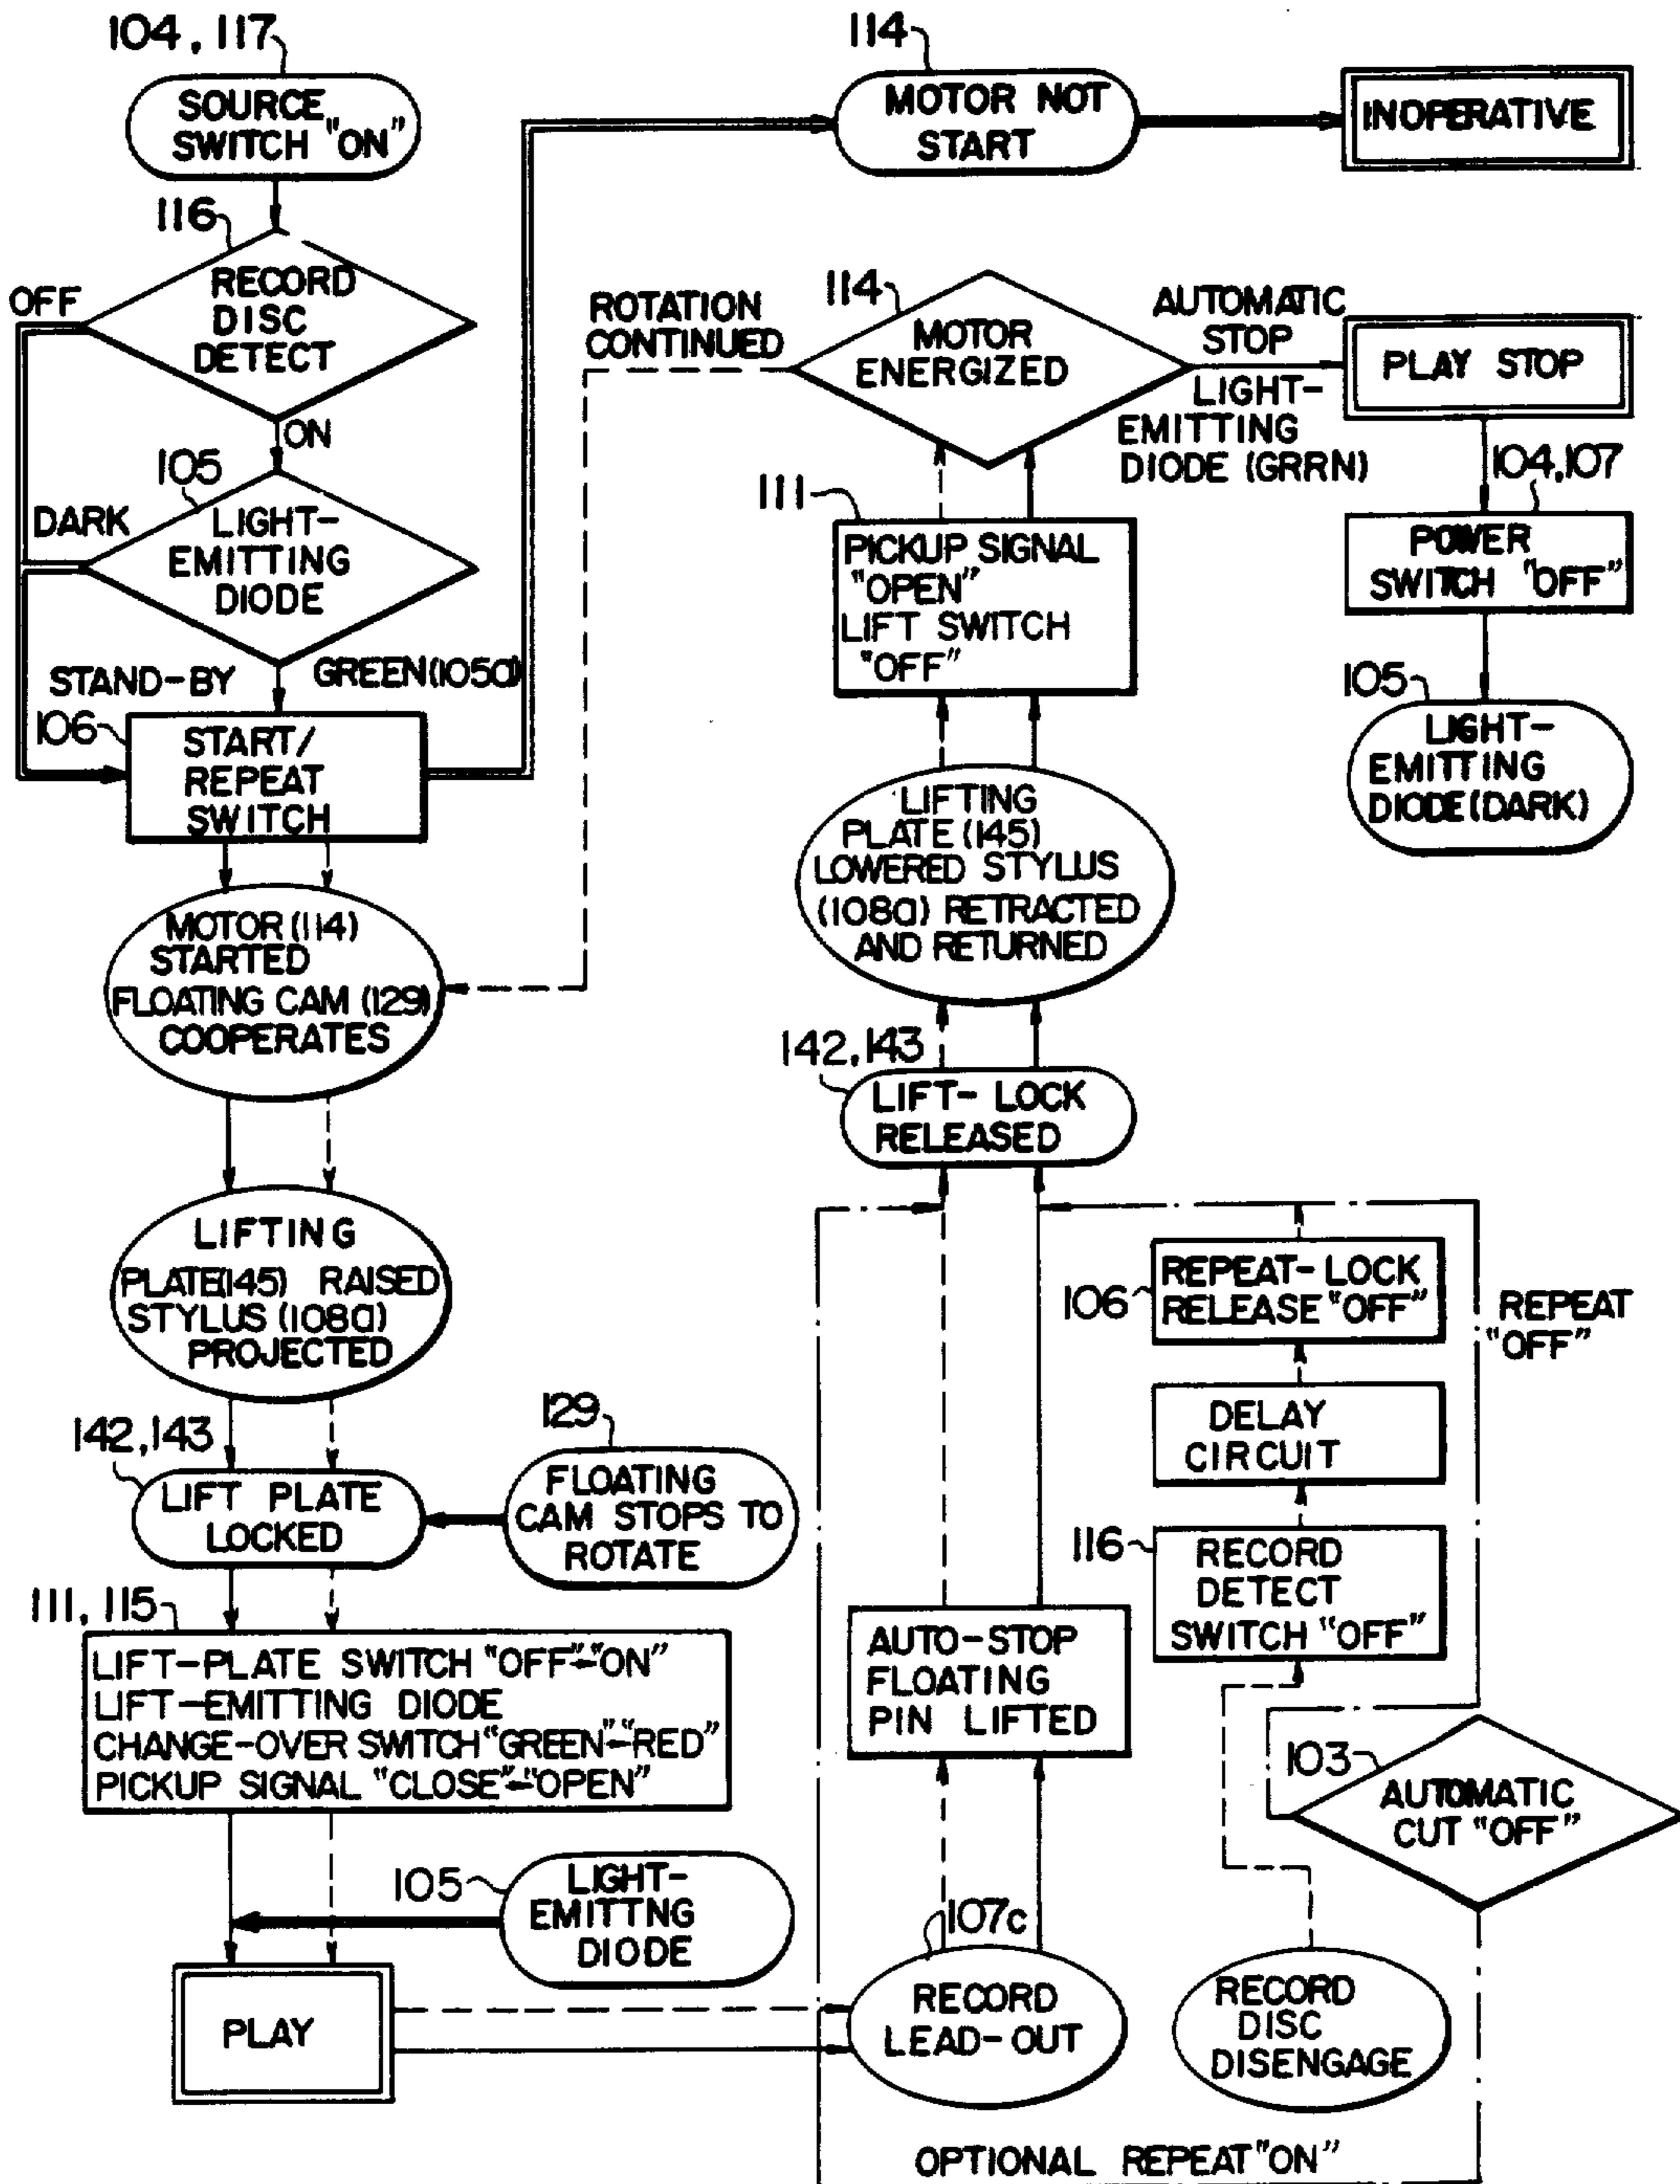 104, 117
SOURCE
SWITCH "ON"
116
RECORD
DISC
DETECT
OFF
ON
105
LIGHT-
EMITTING
DIODE
DARK
STAND-BY
GREEN(105a)
106
START/
REPEAT
SWITCH
MOTOR (114)
STARTED
FLOATING CAM (129)
COOPERATES
LIFTING
PLATE(145) RAISED
STYLUS (108a)
PROJECTED
142,143
LIFT PLATE
LOCKED
129
FLOATING
CAM STOPS TO
ROTATE
111, 115
LIFT-PLATE SWITCH "OFF"-"ON"
LIFT-EMITTING DIODE
CHANGE-OVER SWITCH "GREEN"-"RED"
PICKUP SIGNAL "CLOSE"-"OPEN"
105
LIGHT-
EMITTNG
DIODE
PLAY
114
MOTOR NOT
START
INOPERATIVE
ROTATION
CONTINUED
114
MOTOR
ENERGIZED
AUTOMATIC
STOP
LIGHT-
EMITTING
DIODE (GRRN)
PLAY STOP
104,107
POWER
SWITCH "OFF"
105
LIGHT-
EMITTING
DIODE(DARK)
111
PICKUP SIGNAL
"OPEN"
LIFT SWITCH
"OFF"
LIFTING
PLATE (145)
LOWERED STYLUS
(108a) RETRACTED
AND RETURNED
142,143
LIFT- LOCK
RELEASED
106
REPEAT-LOCK
RELEASE "OFF"
REPEAT
"OFF"
DELAY
CIRCUIT
116
RECORD
DETECT
SWITCH "OFF"
AUTO-STOP
FLOATING
PIN LIFTED
103
AUTOMATIC
CUT "OFF"
107c
RECORD
LEAD-OUT
RECORD
DISC
DISENGAGE
OPTIONAL REPEAT "ON"